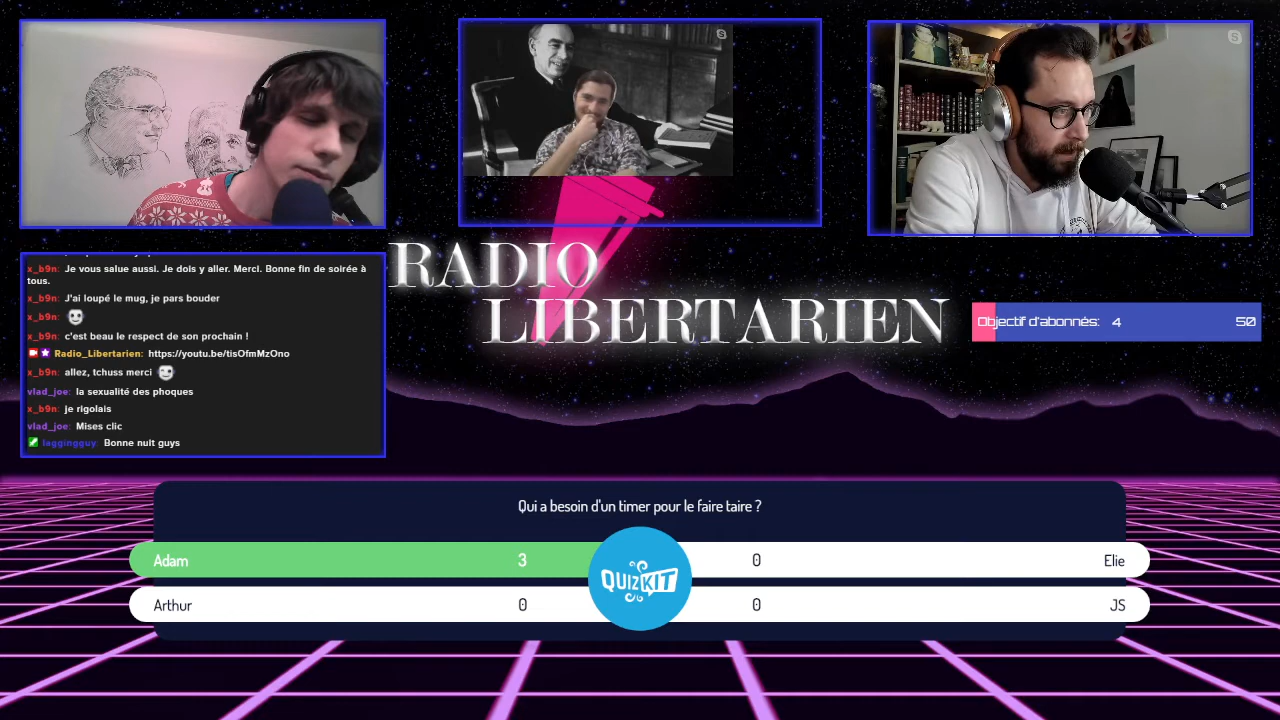 RADIO
LIBERTARIEN
x_b9n: Je vous salue aussi. Je dois y aller. Merci. Bonne fin de soirée à
tous.
x_b9n: J'ai loupé le mug, je pars bouder
x_b9n:
x_b9n: c'est beau le respect de son prochain !
Radio_Libertarien: https://youtu.be/tisOfmMzOno
x_b9n: allez, tchuss merci
vlad_joe: la sexualité des phoques
x_b9n: je rigolais
vlad_joe: Mises clic
laggingguy: Bonne nuit guys
Objectif d'abonnés: 4 50
Qui a besoin d'un timer pour le faire taire ?
Adam 3 0 Elie
QUIZKIT
Arthur 0 0 JS